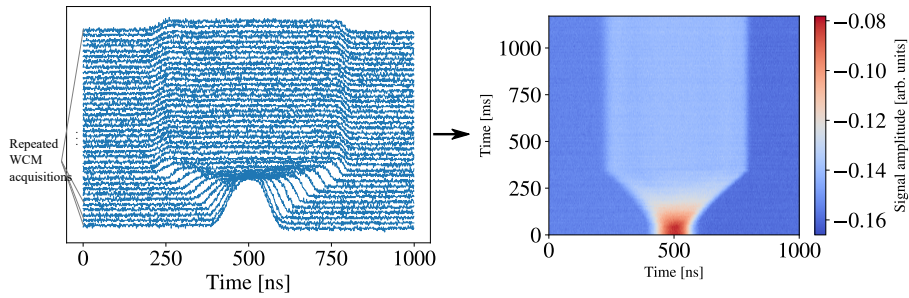 Repeated
WCM
acquisitions
...
0 250 500 750 1000
Time [ns]
1000
750
500
250
0
Time [ms]
0 500 1000
Time [ns]
−0.08
−0.10
−0.12
−0.14
−0.16
Signal amplitude [arb. units]